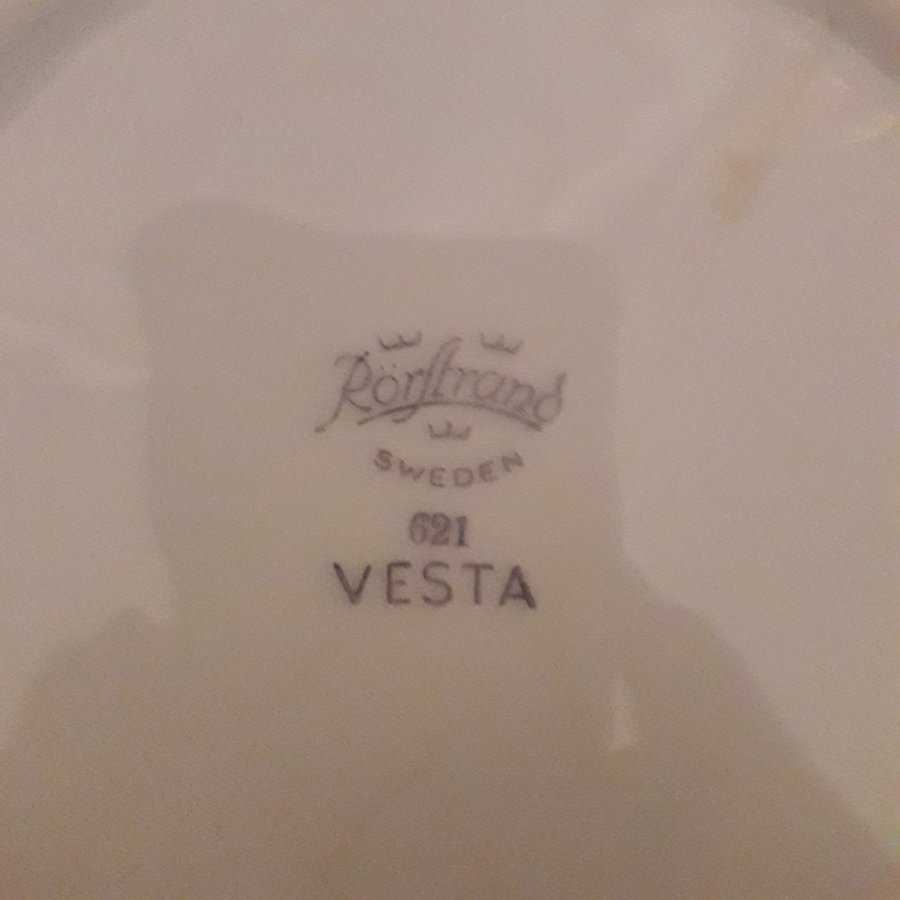 Rörstrand
SWEDEN
621
VESTA